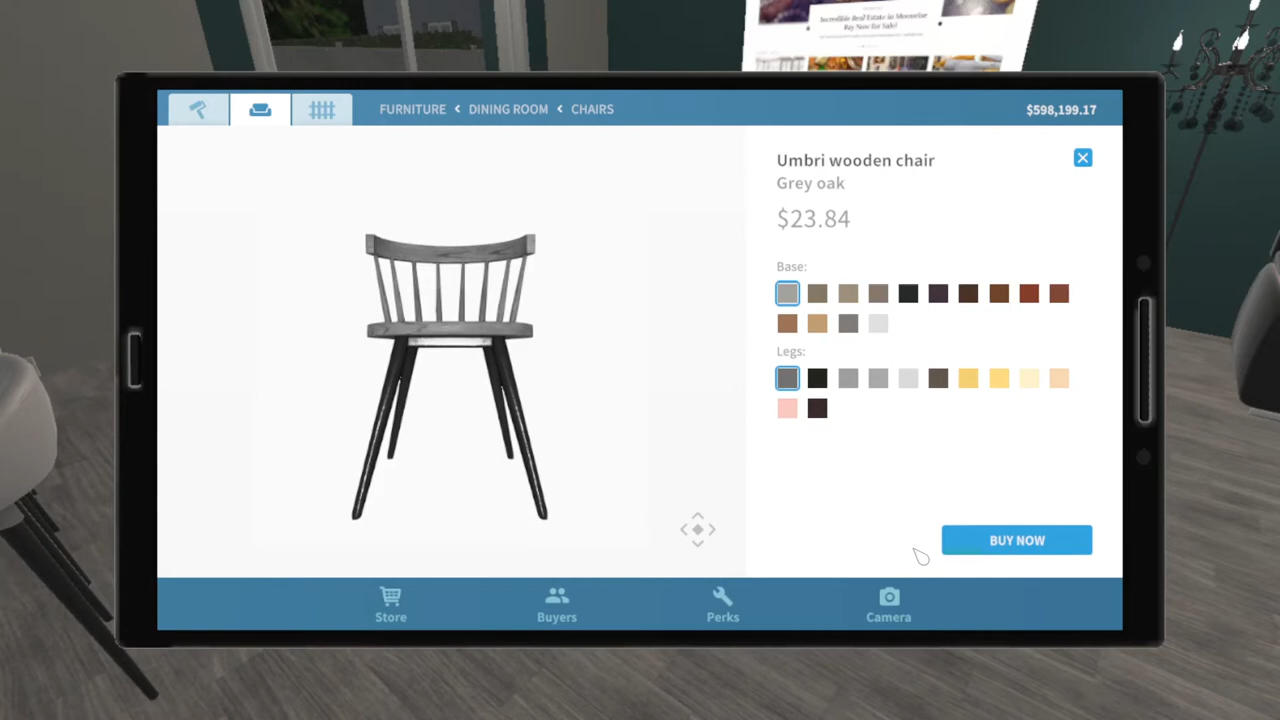 Incredible Real Estate in Moonrise
Bay Now for Sale!
FURNITURE < DINING ROOM < CHAIRS
$598,199.17
Umbri wooden chair
Grey oak
$23.84
Base:
Legs:
BUY NOW
Store
Buyers
Perks
Camera